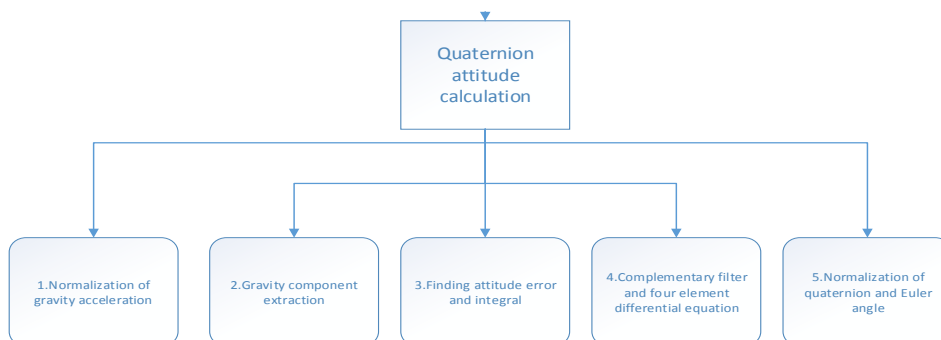 Quaternion
attitude
calculation
1.Normalization of
gravity acceleration
2.Gravity component
extraction
3.Finding attitude error
and integral
4.Complementary filter
and four element
differential equation
5.Normalization of
quaternion and Euler
angle